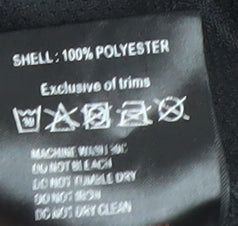 SHELL : 100% POLYESTER
Exclusive of trims
30
MACHINE WASH 30C
DO NOT BLEACH
DO NOT TUMBLE DRY
DO NOT IRON
DO NOT DRY CLEAN